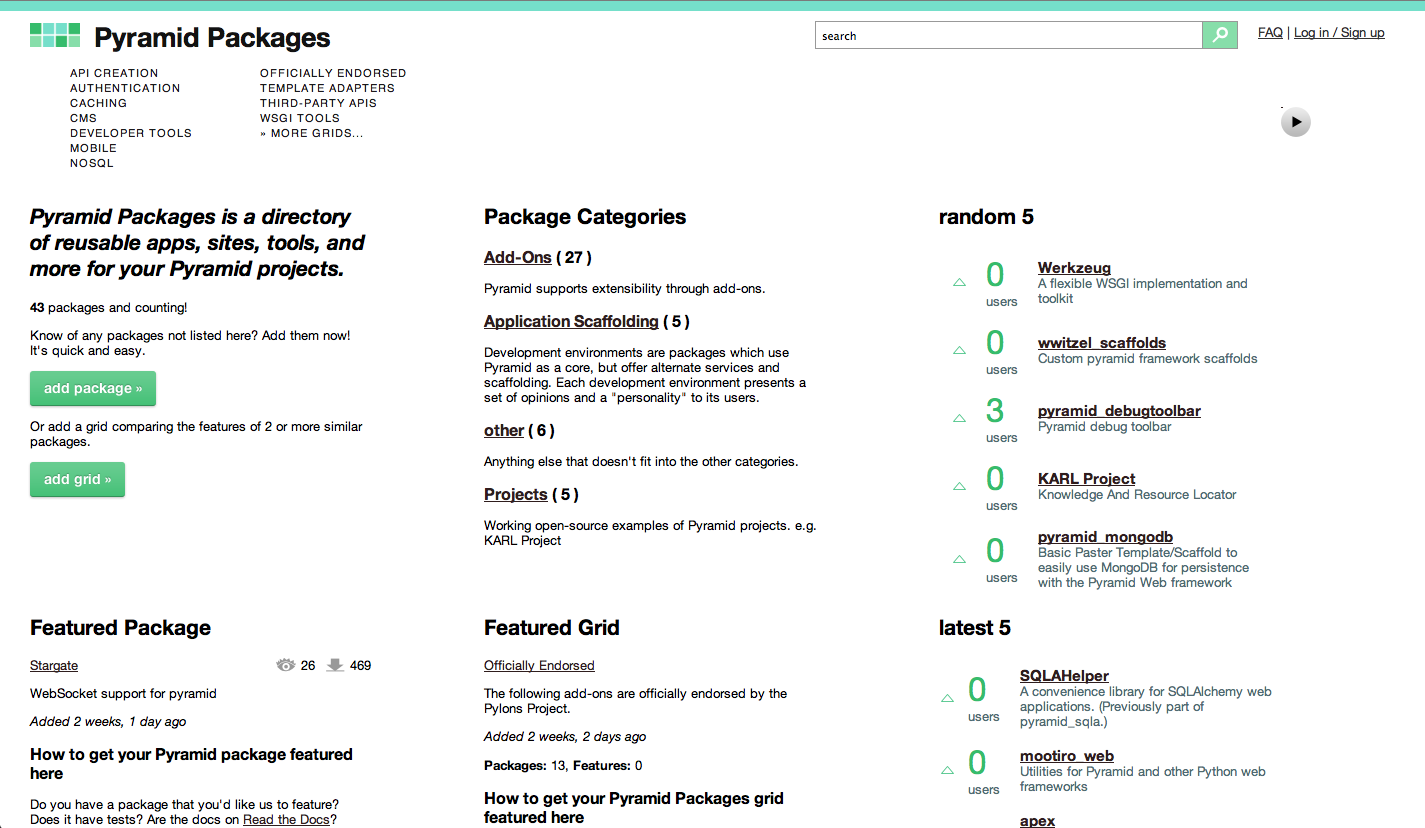 Pyramid Packages
search
FAQ | Log in / Sign up
API CREATION
AUTHENTICATION
CACHING
CMS
DEVELOPER TOOLS
MOBILE
NOSQL
OFFICIALLY ENDORSED
TEMPLATE ADAPTERS
THIRD-PARTY APIS
WSGI TOOLS
» MORE GRIDS...
Pyramid Packages is a directory
of reusable apps, sites, tools, and
more for your Pyramid projects.
43 packages and counting!
Know of any packages not listed here? Add them now!
It's quick and easy.
add package »
Or add a grid comparing the features of 2 or more similar
packages.
add grid »
Package Categories
Add-Ons ( 27 )
Pyramid supports extensibility through add-ons.
Application Scaffolding ( 5 )
Development environments are packages which use
Pyramid as a core, but offer alternate services and
scaffolding. Each development environment presents a
set of opinions and a "personality" to its users.
other ( 6 )
Anything else that doesn't fit into the other categories.
Projects ( 5 )
Working open-source examples of Pyramid projects. e.g.
KARL Project
random 5
0
users
Werkzeug
A flexible WSGI implementation and
toolkit
0
users
wwitzel_scaffolds
Custom pyramid framework scaffolds
3
users
pyramid_debugtoolbar
Pyramid debug toolbar
0
users
KARL Project
Knowledge And Resource Locator
0
users
pyramid_mongodb
Basic Paster Template/Scaffold to
easily use MongoDB for persistence
with the Pyramid Web framework
Featured Package
Stargate
26
469
WebSocket support for pyramid
Added 2 weeks, 1 day ago
How to get your Pyramid package featured
here
Do you have a package that you'd like us to feature?
Does it have tests? Are the docs on Read the Docs?
Featured Grid
Officially Endorsed
The following add-ons are officially endorsed by the
Pylons Project.
Added 2 weeks, 2 days ago
Packages: 13, Features: 0
How to get your Pyramid Packages grid
featured here
latest 5
0
users
SQLAHelper
A convenience library for SQLAlchemy web
applications. (Previously part of
pyramid_sqla.)
0
users
mootiro_web
Utilities for Pyramid and other Python web
frameworks
apex